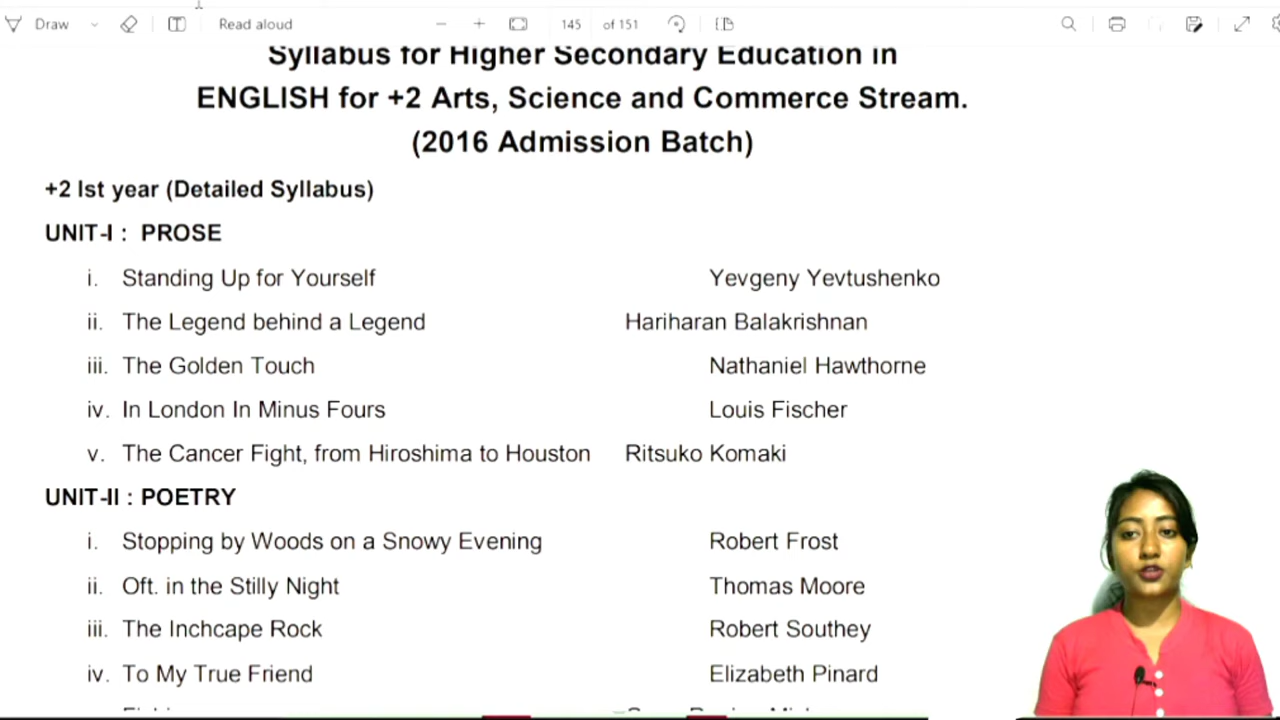 Draw Read aloud 145 of 151
Syllabus for Higher Secondary Education in
ENGLISH for +2 Arts, Science and Commerce Stream.
(2016 Admission Batch)
+2 Ist year (Detailed Syllabus)
UNIT-I : PROSE
i. Standing Up for Yourself Yevgeny Yevtushenko
ii. The Legend behind a Legend Hariharan Balakrishnan
iii. The Golden Touch Nathaniel Hawthorne
iv. In London In Minus Fours Louis Fischer
v. The Cancer Fight, from Hiroshima to Houston Ritsuko Komaki
UNIT-II : POETRY
i. Stopping by Woods on a Snowy Evening Robert Frost
ii. Oft. in the Stilly Night Thomas Moore
iii. The Inchcape Rock Robert Southey
iv. To My True Friend Elizabeth Pinard